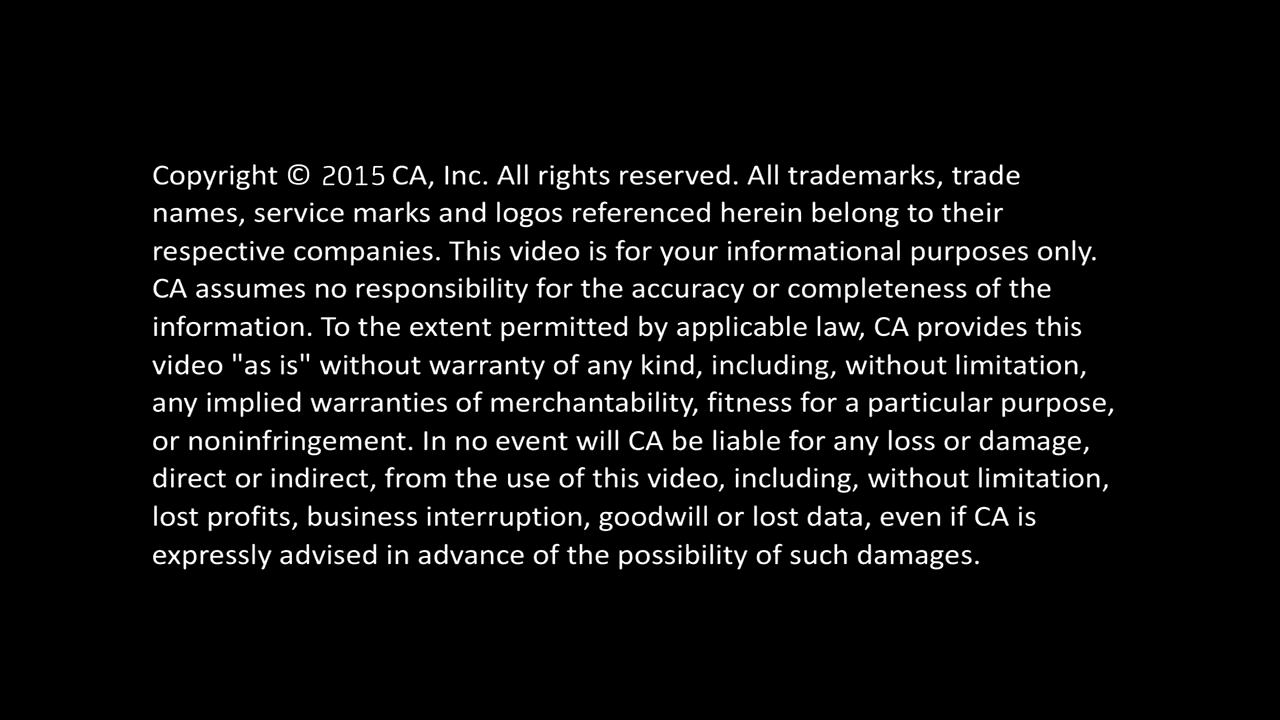 Copyright © 2015 CA, Inc. All rights reserved. All trademarks, trade
names, service marks and logos referenced herein belong to their
respective companies. This video is for your informational purposes only.
CA assumes no responsibility for the accuracy or completeness of the
information. To the extent permitted by applicable law, CA provides this
video "as is" without warranty of any kind, including, without limitation,
any implied warranties of merchantability, fitness for a particular purpose,
or noninfringement. In no event will CA be liable for any loss or damage,
direct or indirect, from the use of this video, including, without limitation,
lost profits, business interruption, goodwill or lost data, even if CA is
expressly advised in advance of the possibility of such damages.